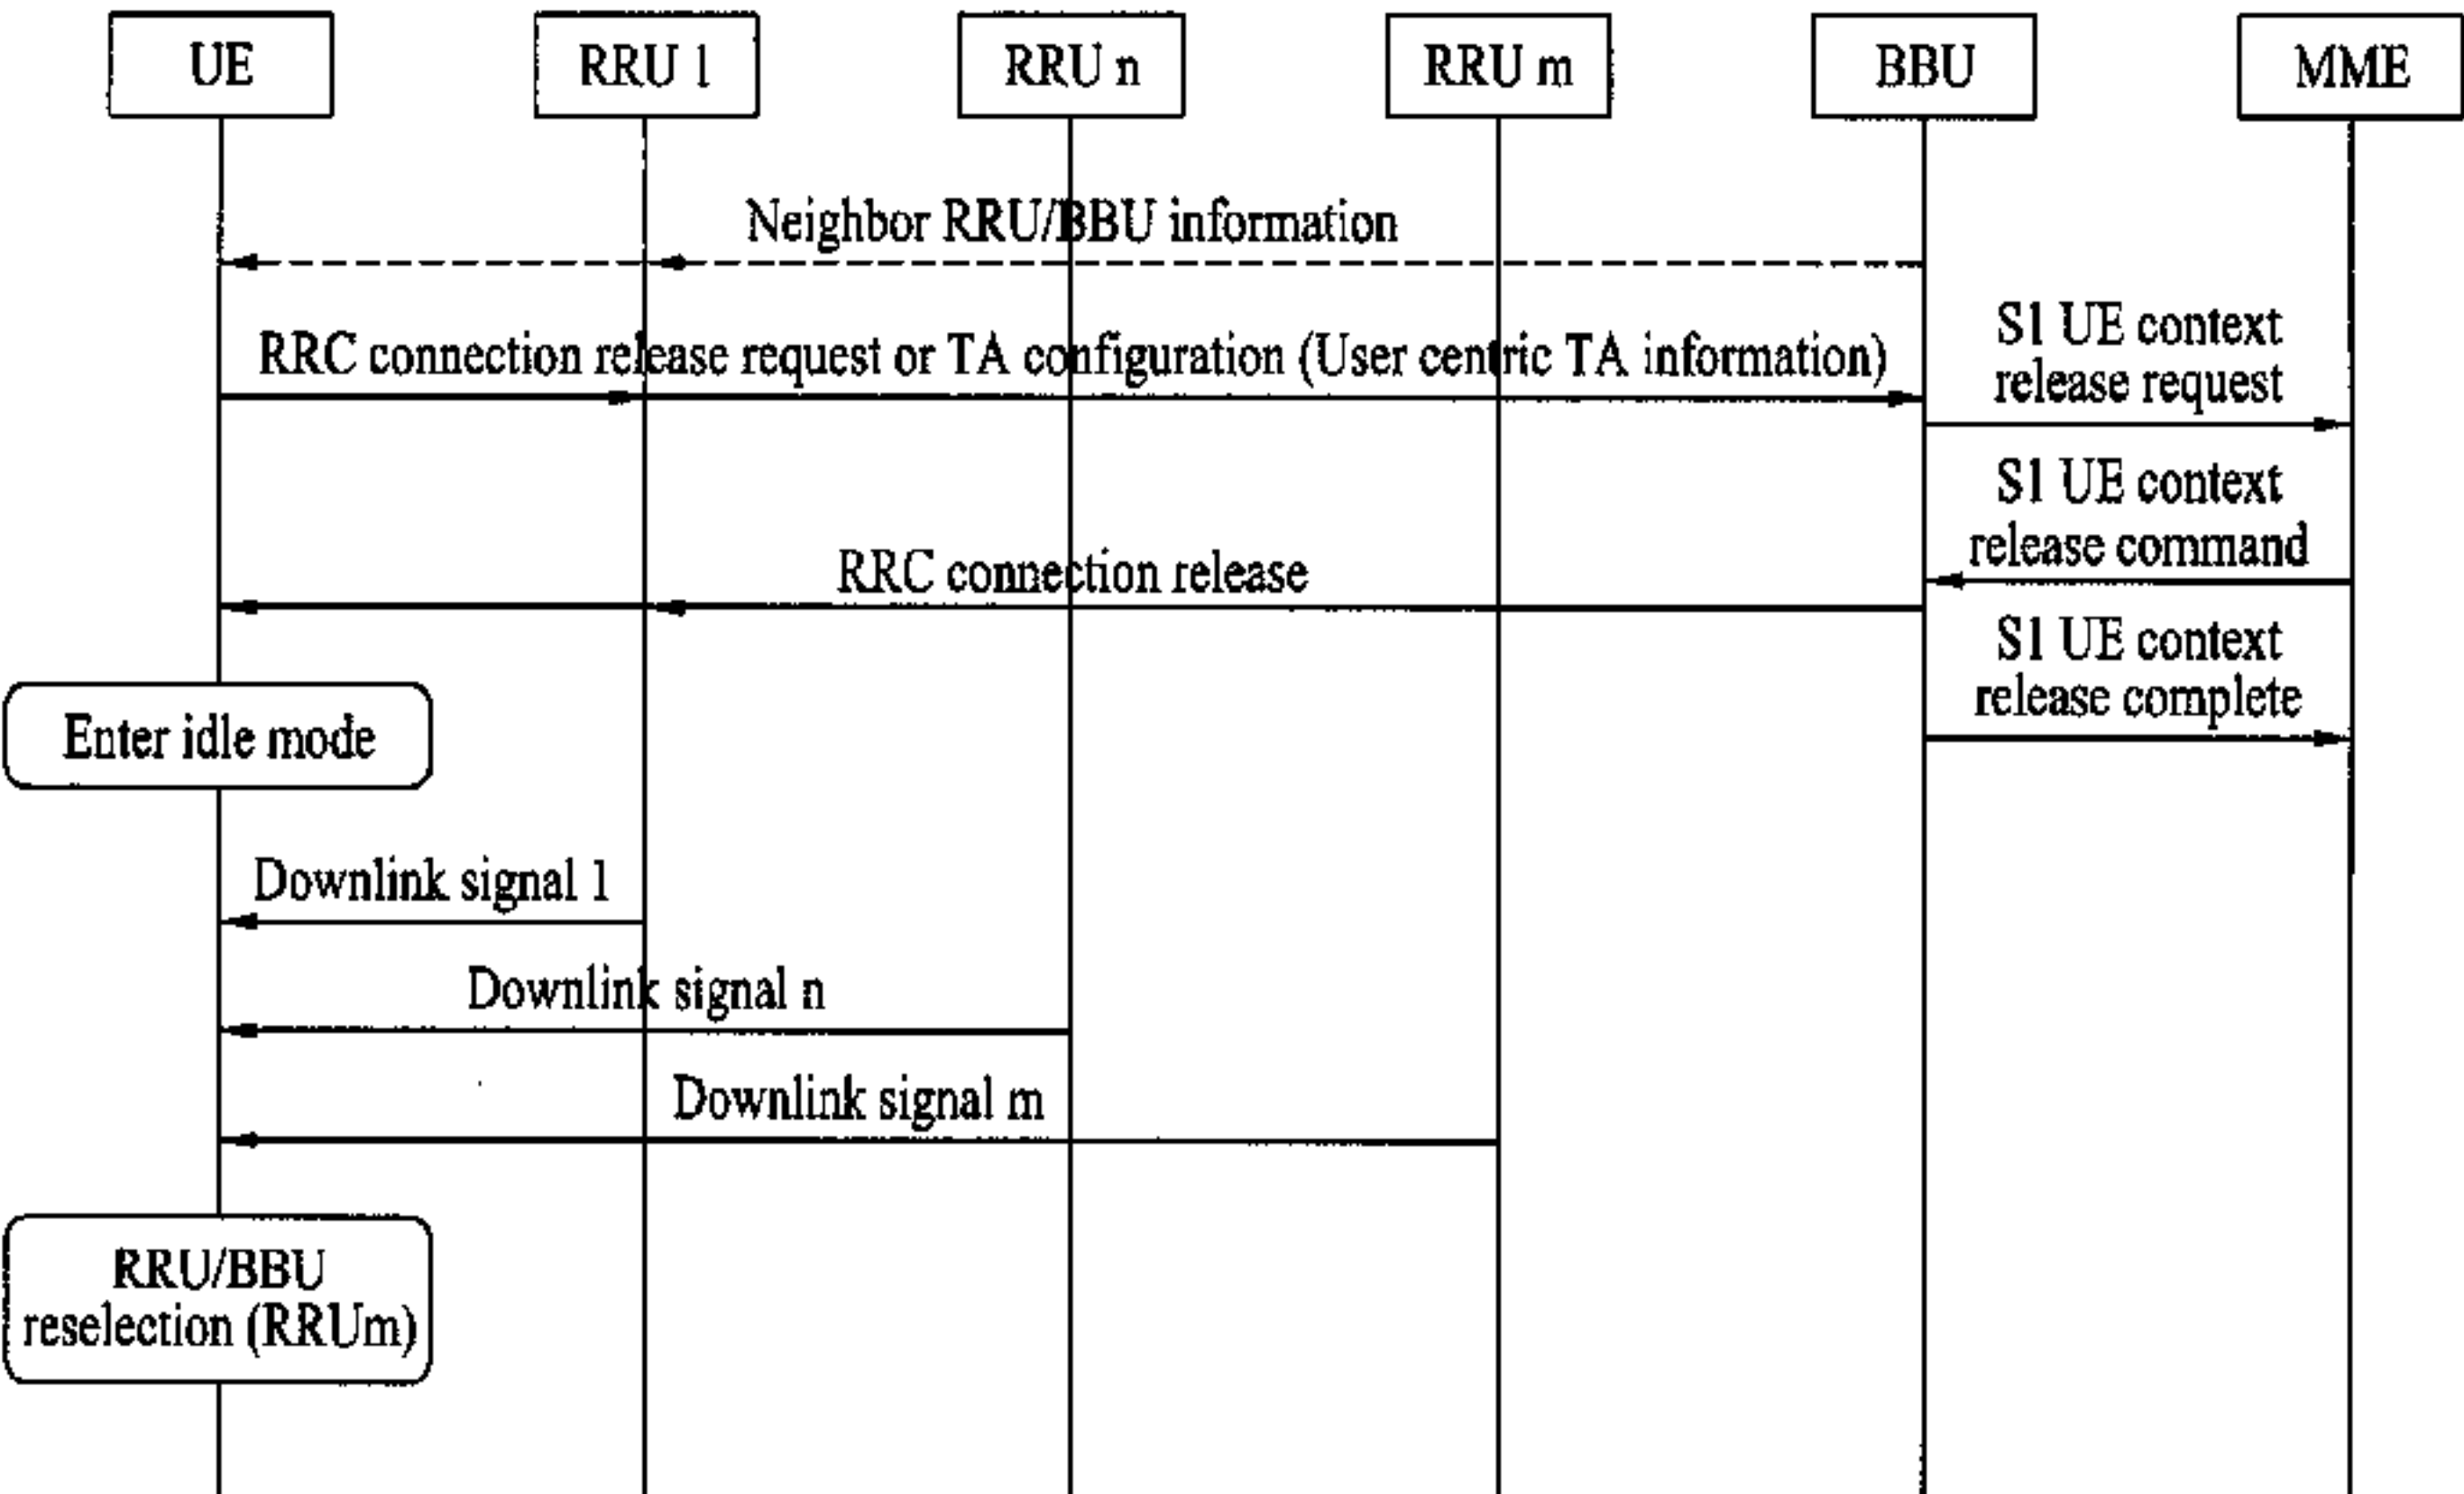 UE
RRU 1
RRU n
RRU m
BBU
MME
Neighbor RRU/BBU information
RRC connection release request or TA configuration (User centric TA information)
S1 UE context
release request
S1 UE context
release command
RRC connection release
S1 UE context
release complete
Enter idle mode
Downlink signal 1
Downlink signal n
Downlink signal m
RRU/BBU
reselection (RRUm)